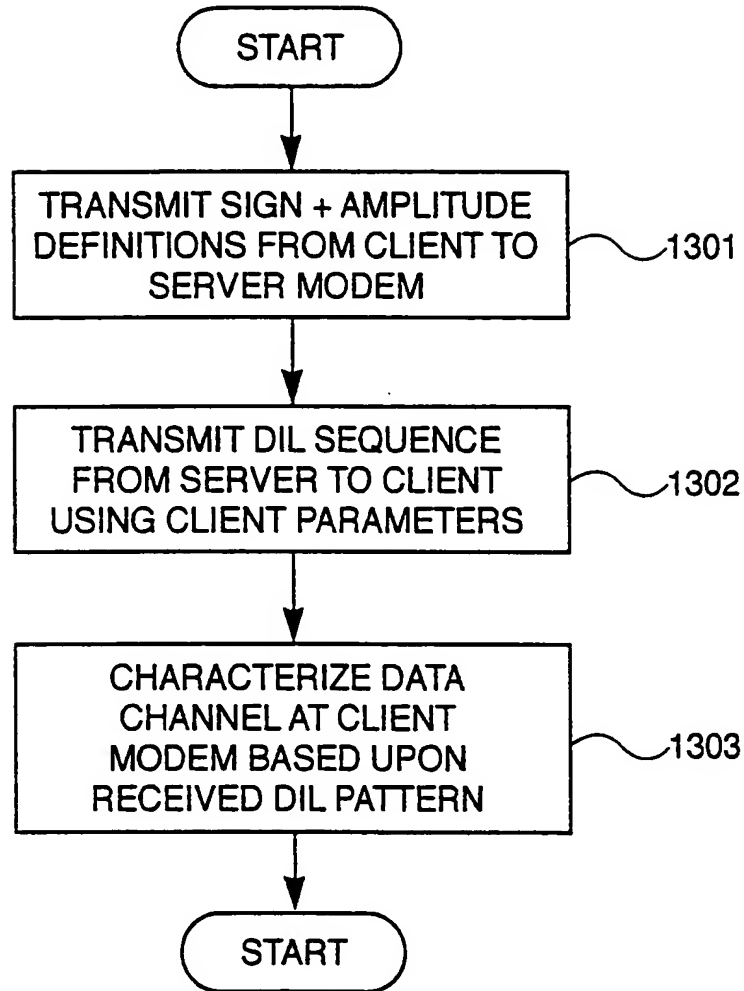 START
TRANSMIT SIGN + AMPLITUDE
DEFINITIONS FROM CLIENT TO
SERVER MODEM
1301
TRANSMIT DIL SEQUENCE
FROM SERVER TO CLIENT
USING CLIENT PARAMETERS
1302
CHARACTERIZE DATA
CHANNEL AT CLIENT
MODEM BASED UPON
RECEIVED DIL PATTERN
1303
START